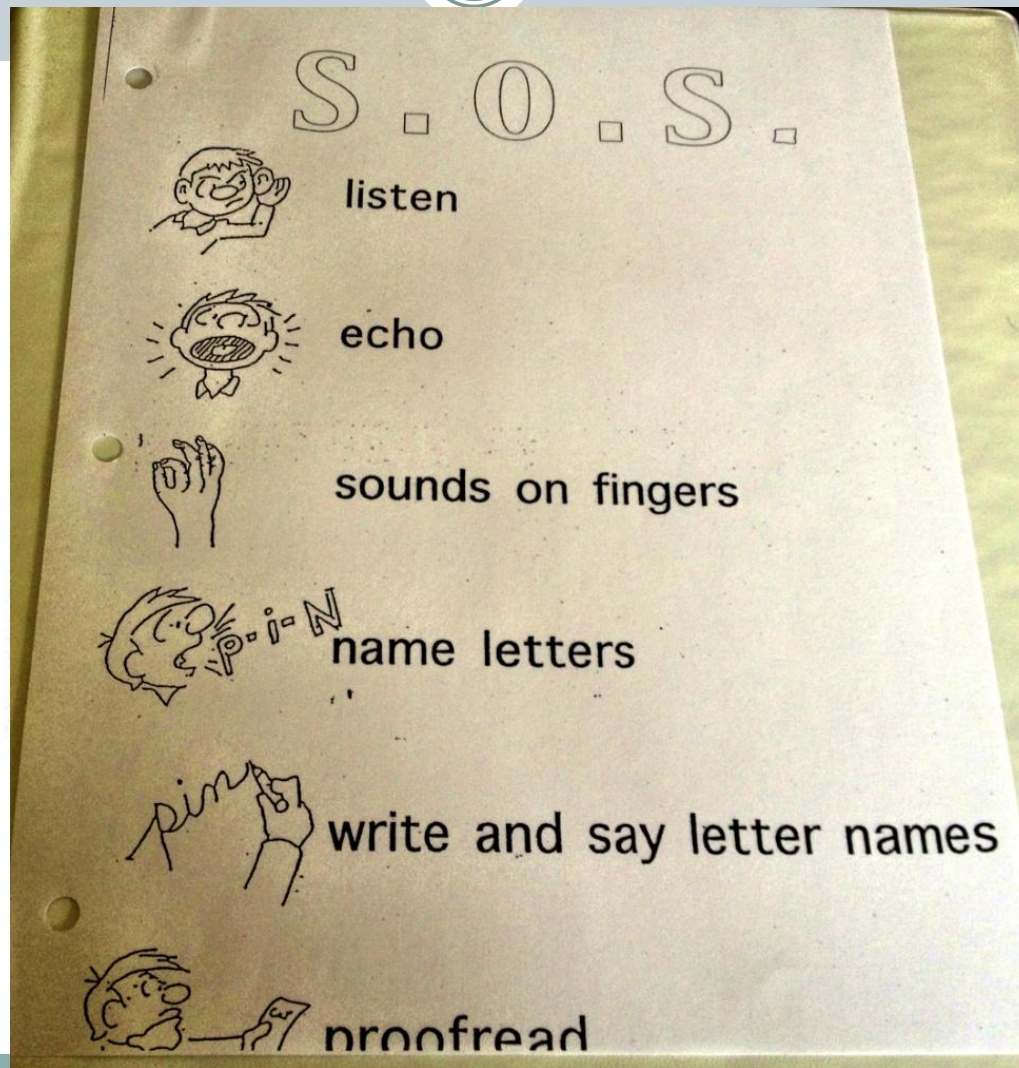 S.O.S.
listen
echo
sounds on fingers
p-i-N
name letters
pin
write and say letter names
proofread